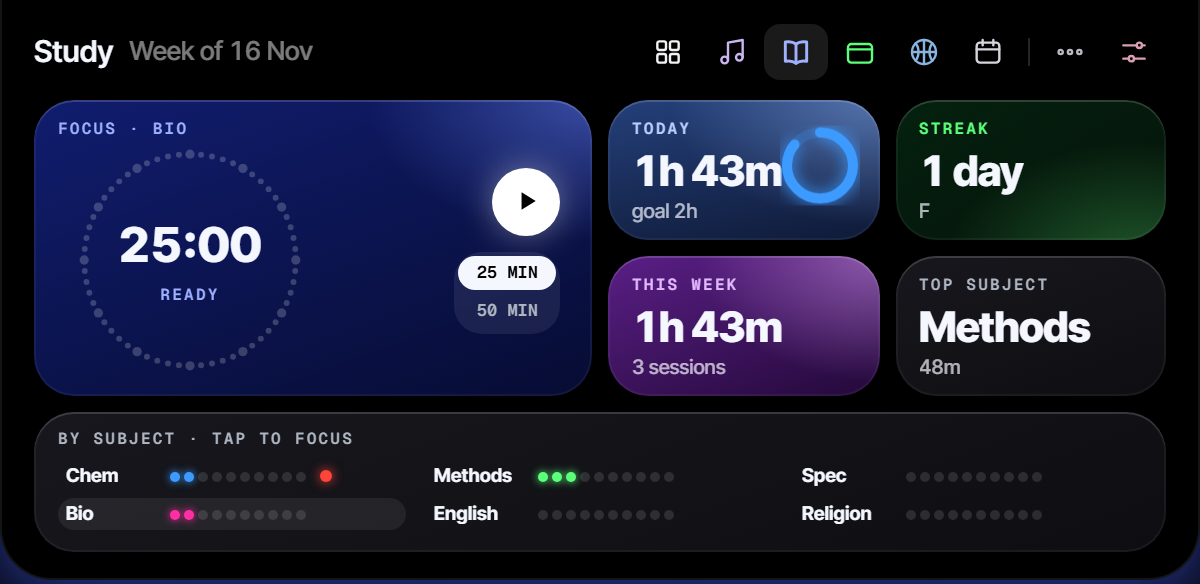 Study Week of 16 Nov
FOCUS · BIO
25:00
READY
25 MIN
50 MIN
TODAY
1h 43m
goal 2h
STREAK
1 day
F
THIS WEEK
1h 43m
3 sessions
TOP SUBJECT
Methods
48m
BY SUBJECT · TAP TO FOCUS
Chem
Methods
Spec
Bio
English
Religion